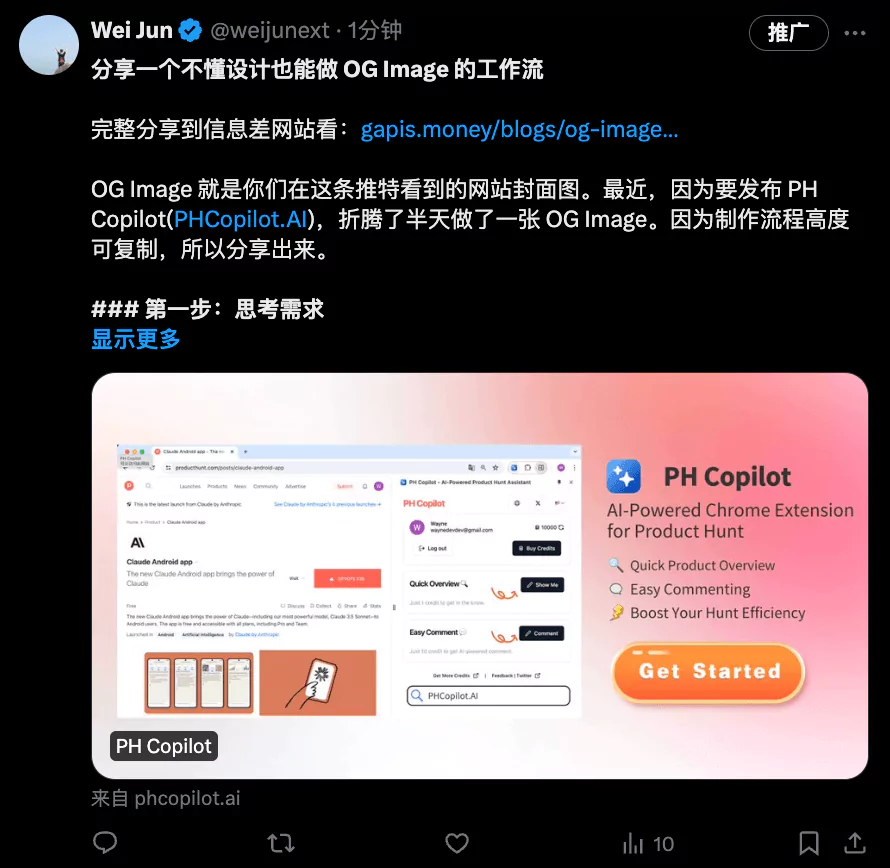 Wei Jun @weijunext · 1分钟
推广
分享一个不懂设计也能做 OG Image 的工作流
完整分享到信息差网站看：gapis.money/blogs/og-image…
OG Image 就是你们在这条推特看到的网站封面图。最近，因为要发布 PH
Copilot(PHCopilot.AI)，折腾了半天做了一张 OG Image。因为制作流程高度
可复制，所以分享出来。
### 第一步：思考需求
显示更多
Claude Android app - The ne
producthunt.com/posts/claude-android-app
Launches Products News Community Advertise
Submit
This is the latest launch from Claude by Anthropic
See Claude by Anthropic's 4 previous launches →
Home > Product > Claude Android app
Claude Android app
The new Claude Android app brings the power of
Claude
Visit
Free
Discuss Collect Share Stats
The new Claude Android app brings the power of Claude—including our most powerful model, Claude 3.5 Sonnet—to
Android users. The app is free and accessible with all plans, including Pro and Team.
Launched in Android Artificial Intelligence by Claude by Anthropic
PH Copilot - AI-Powered Product Hunt Assistant
PH Copilot
W
Wayne
waynedevdev@gmail.com
10000
Log out
Buy Credits
Quick Overview
Show Me
Just 1 credit to get in the know.
Easy Comment
Comment
Just 10 credit to get AI-powered comment.
Get More Credits | Feedback | Twitter
PHCopilot.AI
PH Copilot
AI-Powered Chrome Extension
for Product Hunt
Quick Product Overview
Easy Commenting
Boost Your Hunt Efficiency
Get Started
PH Copilot
来自 phcopilot.ai
10